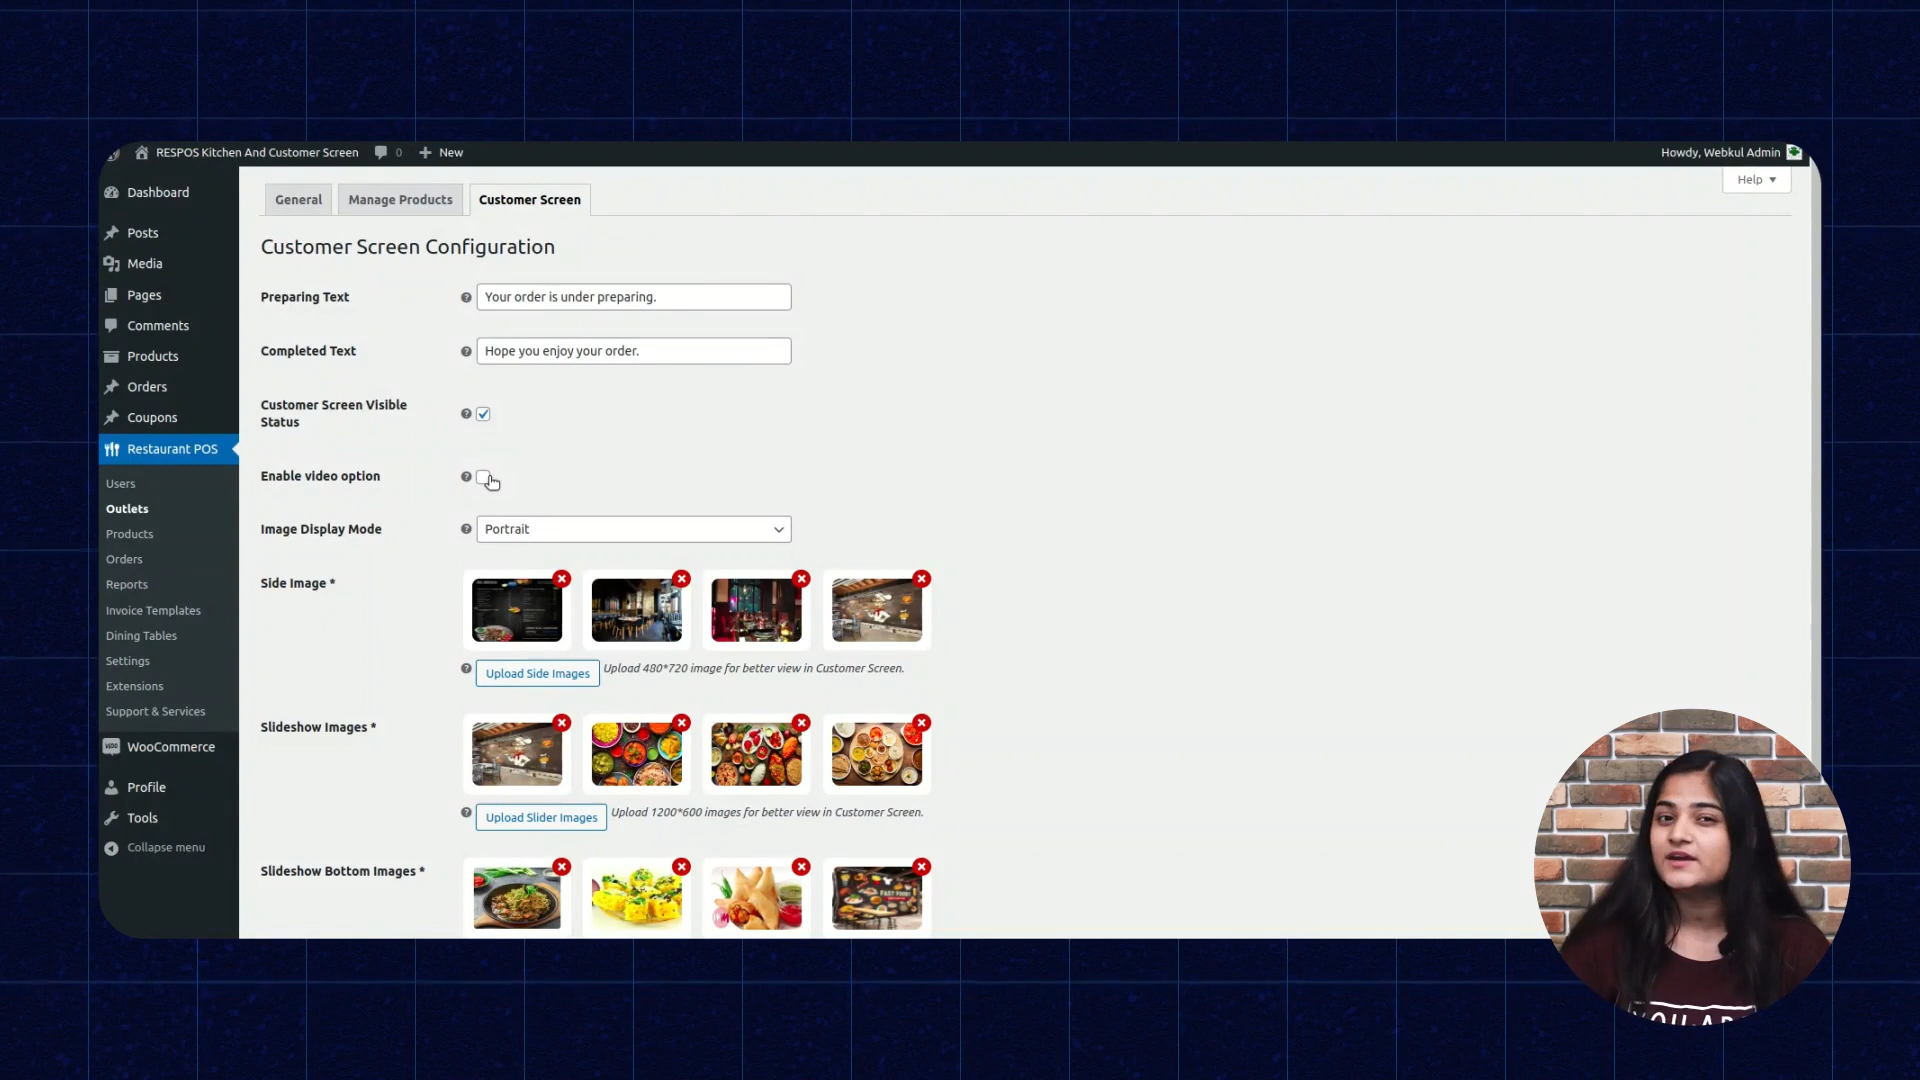 RESPOS Kitchen And Customer Screen 0 New Howdy, Webkul Admin
Help
Dashboard
Posts
Media
Pages
Comments
Products
Orders
Coupons
Restaurant POS
Users
Outlets
Products
Orders
Reports
Invoice Templates
Dining Tables
Settings
Extensions
Support & Services
WooCommerce
Profile
Tools
Collapse menu
General Manage Products Customer Screen
Customer Screen Configuration
Preparing Text Your order is under preparing.
Completed Text Hope you enjoy your order.
Customer Screen Visible
Status
Enable video option
Image Display Mode Portrait
Side Image *
Upload Side Images Upload 480*720 image for better view in Customer Screen.
Slideshow Images *
Upload Slider Images Upload 1200*600 images for better view in Customer Screen.
Slideshow Bottom Images *
FAST FOOD